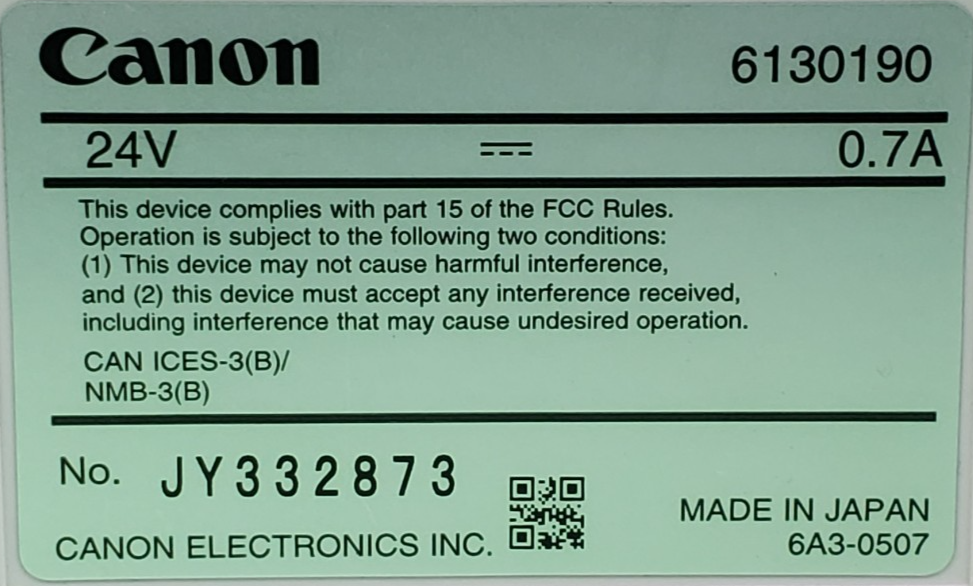 Canon 6130190
24V ⎓ 0.7A
This device complies with part 15 of the FCC Rules.
Operation is subject to the following two conditions:
(1) This device may not cause harmful interference,
and (2) this device must accept any interference received,
including interference that may cause undesired operation.
CAN ICES-3(B)/
NMB-3(B)
No. JY332873
CANON ELECTRONICS INC.
MADE IN JAPAN
6A3-0507